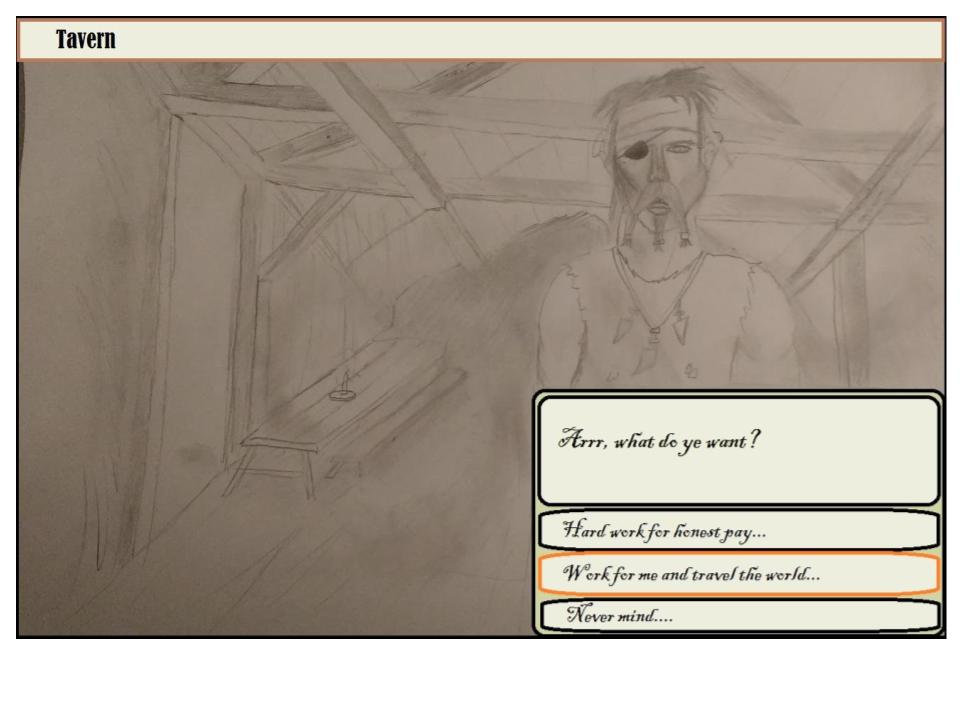 Tavern
Arrr, what do ye want?
Hard work for honest pay...
Work for me and travel the world...
Never mind....